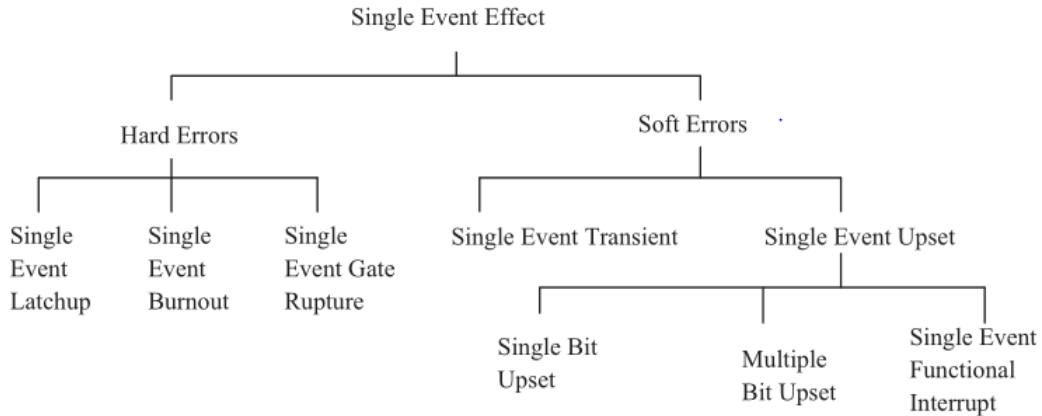 Single Event Effect
Hard Errors
Soft Errors
Single
Event
Latchup
Single
Event
Burnout
Single
Event Gate
Rupture
Single Event Transient
Single Event Upset
Single Bit
Upset
Multiple
Bit Upset
Single Event
Functional
Interrupt